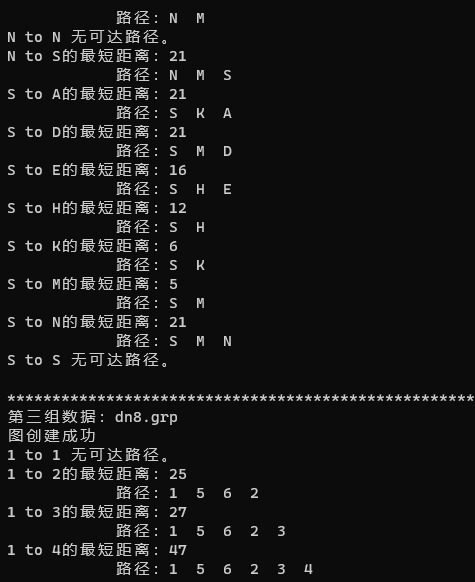 路径: N  M
N to N 无可达路径。
N to S的最短距离: 21
路径: N  M  S
S to A的最短距离: 21
路径: S  K  A
S to D的最短距离: 21
路径: S  M  D
S to E的最短距离: 16
路径: S  H  E
S to H的最短距离: 12
路径: S  H
S to K的最短距离: 6
路径: S  K
S to M的最短距离: 5
路径: S  M
S to N的最短距离: 21
路径: S  M  N
S to S 无可达路径。
****************************************************
第三组数据: dn8.grp
图创建成功
1 to 1 无可达路径。
1 to 2的最短距离: 25
路径: 1  5  6  2
1 to 3的最短距离: 27
路径: 1  5  6  2  3
1 to 4的最短距离: 47
路径: 1  5  6  2  3  4